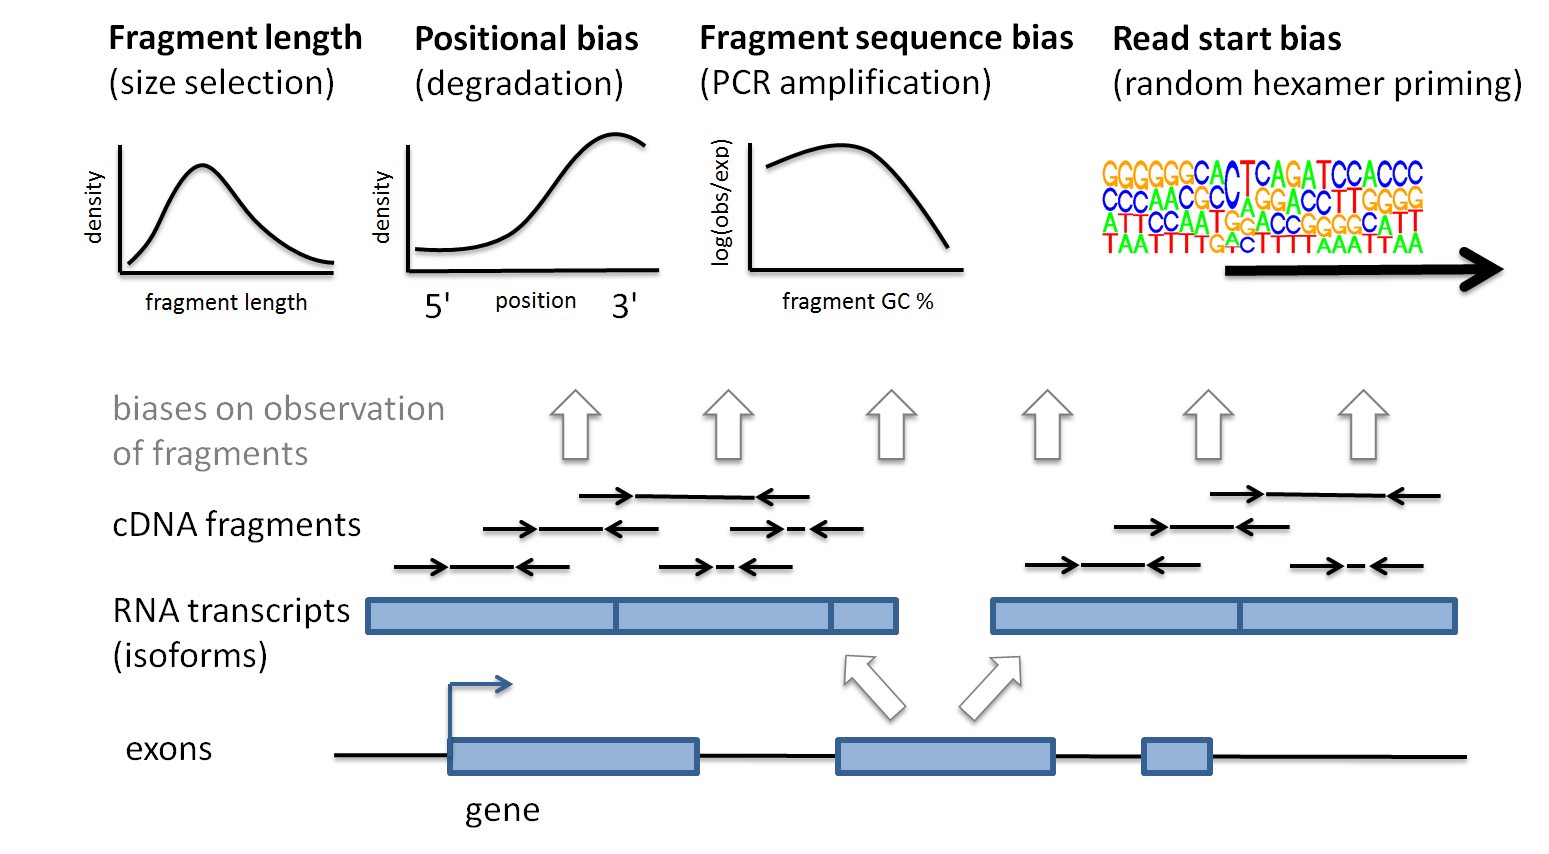 Fragment length
(size selection)
Positional bias
(degradation)
Fragment sequence bias
(PCR amplification)
Read start bias
(random hexamer priming)
density
fragment length
density
5' position 3'
log(obs/exp)
fragment GC %
GGGGGGCACTCAGATCCACCC
CCCAACGCAGGACCTTGGGG
ATTCCAATGGACCGGGGCATT
TAATTTTGACTTTTAAATTAA
biases on observation
of fragments
cDNA fragments
RNA transcripts
(isoforms)
exons
gene